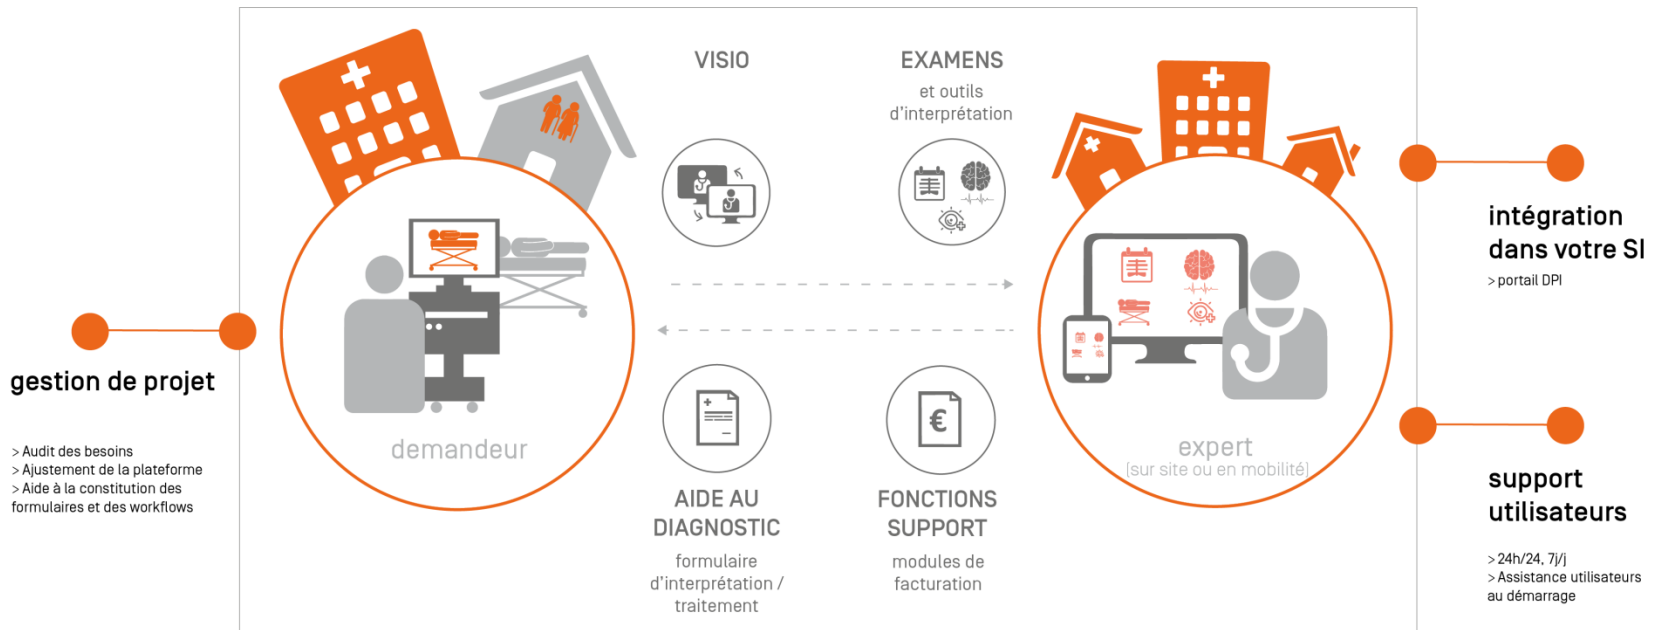 gestion de projet
> Audit des besoins
> Ajustement de la plateforme
> Aide à la constitution des
formulaires et des workflows
demandeur
VISIO
EXAMENS
et outils
d'interprétation
AIDE AU
DIAGNOSTIC
formulaire
d'interprétation /
traitement
€
FONCTIONS
SUPPORT
modules de
facturation
expert
(sur site ou en mobilité)
intégration
dans votre SI
> portail DPI
support
utilisateurs
> 24h/24, 7j/j
> Assistance utilisateurs
au démarrage